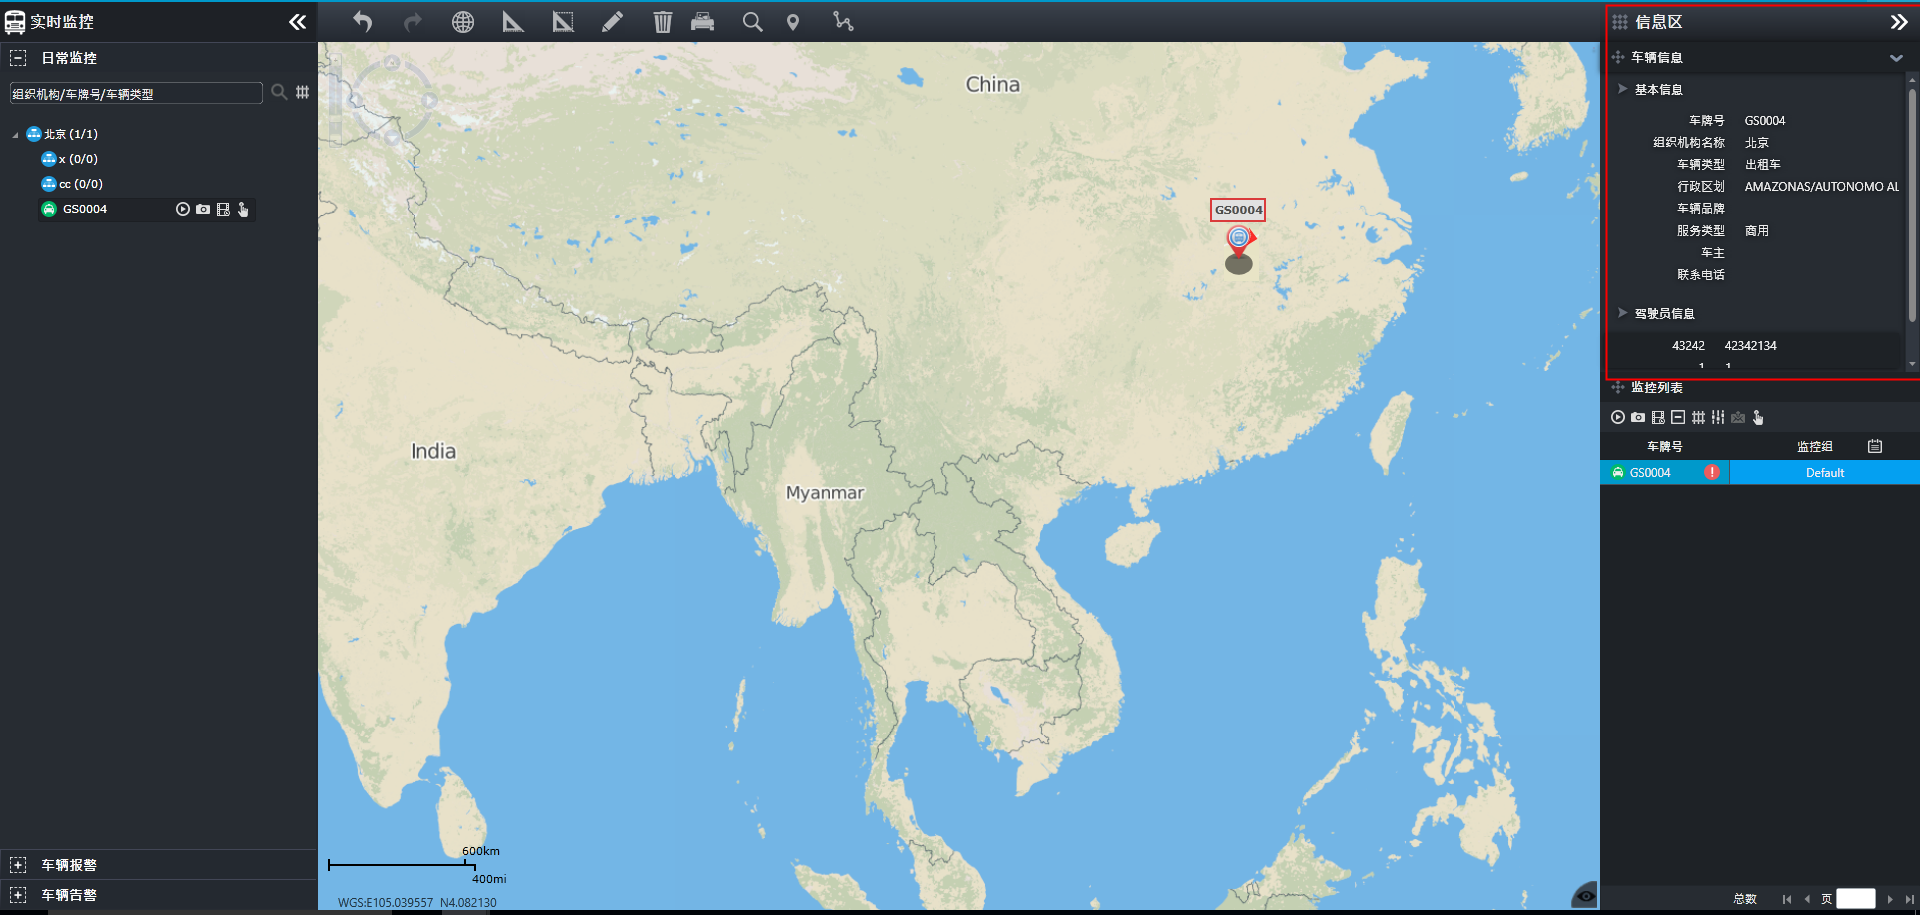 实时监控
日常监控
组织机构/车牌号/车辆类型
北京 (1/1)
x (0/0)
cc (0/0)
GS0004
车辆报警
车辆告警
China
GS0004
India
Myanmar
600km
400mi
WGS:E105.039557 N4.082130
信息区
车辆信息
基本信息
车牌号 GS0004
组织机构名称 北京
车辆类型 出租车
行政区划 AMAZONAS/AUTONOMO AL
车辆品牌
服务类型 商用
车主
联系电话
驾驶员信息
43242 42342134
1 1
监控列表
车牌号 监控组
GS0004 Default
总数 页